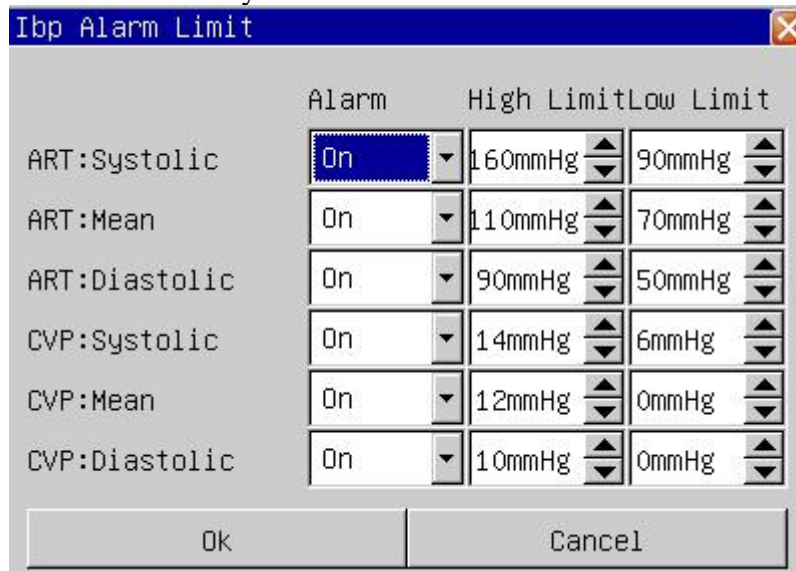 Ibp Alarm Limit
Alarm High Limit Low Limit
ART:Systolic On 160mmHg 90mmHg
ART:Mean On 110mmHg 70mmHg
ART:Diastolic On 90mmHg 50mmHg
CVP:Systolic On 14mmHg 6mmHg
CVP:Mean On 12mmHg 0mmHg
CVP:Diastolic On 10mmHg 0mmHg
Ok Cancel